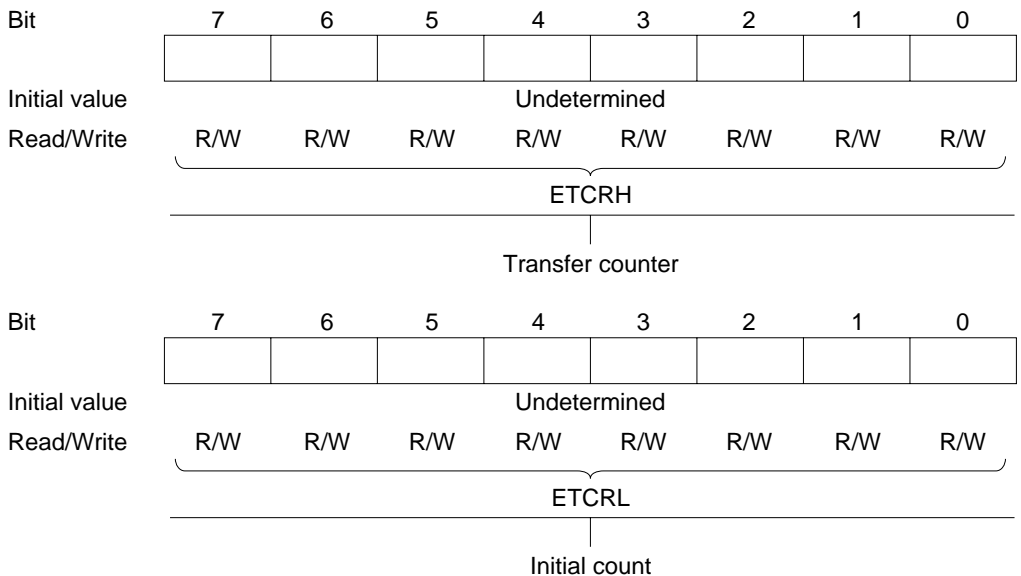 Bit 7 6 5 4 3 2 1 0
Initial value Undetermined
Read/Write R/W R/W R/W R/W R/W R/W R/W R/W
ETCRH
Transfer counter
Bit 7 6 5 4 3 2 1 0
Initial value Undetermined
Read/Write R/W R/W R/W R/W R/W R/W R/W R/W
ETCRL
Initial count